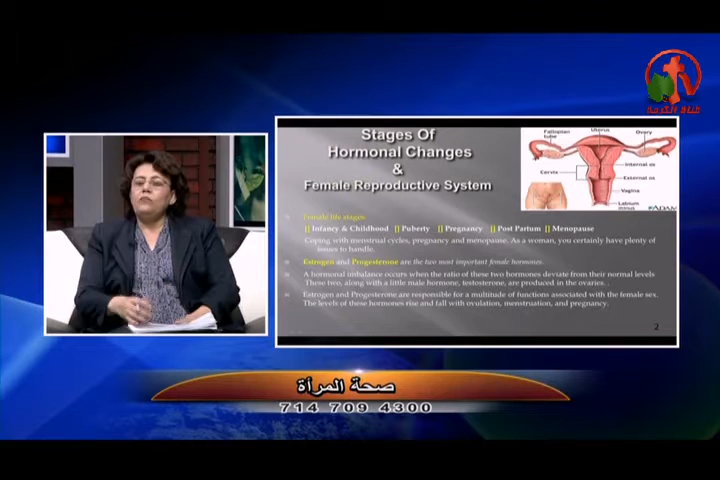 قناة الكرمة
Stages Of
Hormonal Changes
&
Female Reproductive System
Fallopian tube
Uterus
Ovary
Internal os
Cervix
External os
Vagina
Labium minus
ADAM
Female life stages:
[] Infancy & Childhood [] Puberty [] Pregnancy [] Post Partum [] Menopause
Coping with menstrual cycles, pregnancy and menopause. As a woman, you certainly have plenty of
issues to handle.
Estrogen and Progesterone are the two most important female hormones.
A hormonal imbalance occurs when the ratio of these two hormones deviate from their normal levels
These two, along with a little male hormone, testosterone, are produced in the ovaries...
Estrogen and Progesterone are responsible for a multitude of functions associated with the female sex.
The levels of these hormones rise and fall with ovulation, menstruation, and pregnancy.
2
صحة المرأة
714 709 4300